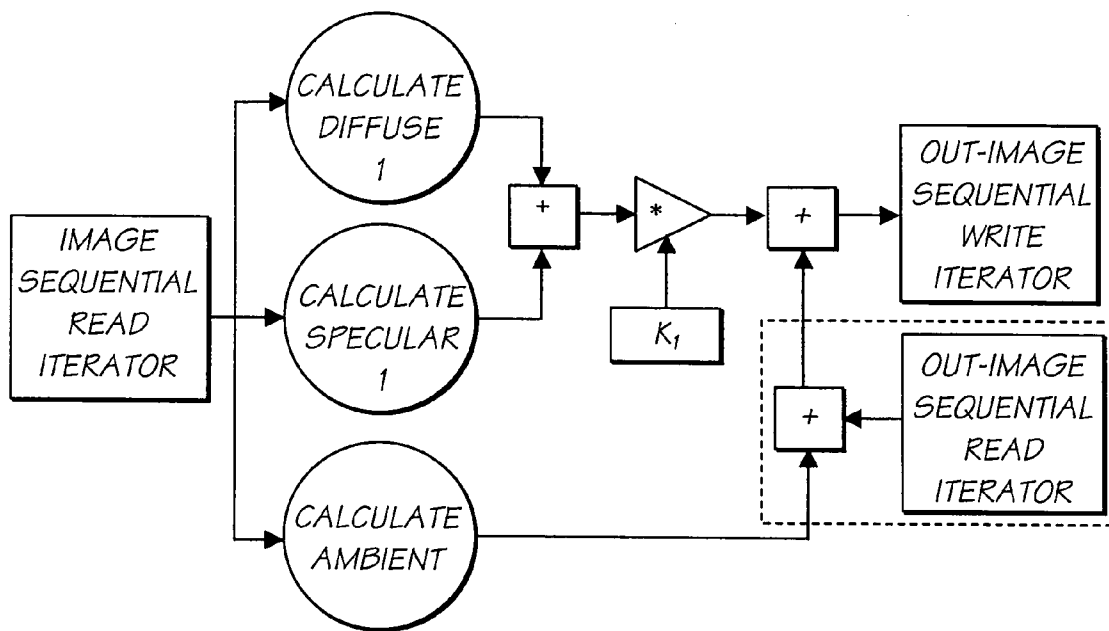 CALCULATE
DIFFUSE
1
IMAGE
SEQUENTIAL
READ
ITERATOR
CALCULATE
SPECULAR
1
CALCULATE
AMBIENT
+
*
K₁
+
OUT-IMAGE
SEQUENTIAL
WRITE
ITERATOR
+
OUT-IMAGE
SEQUENTIAL
READ
ITERATOR